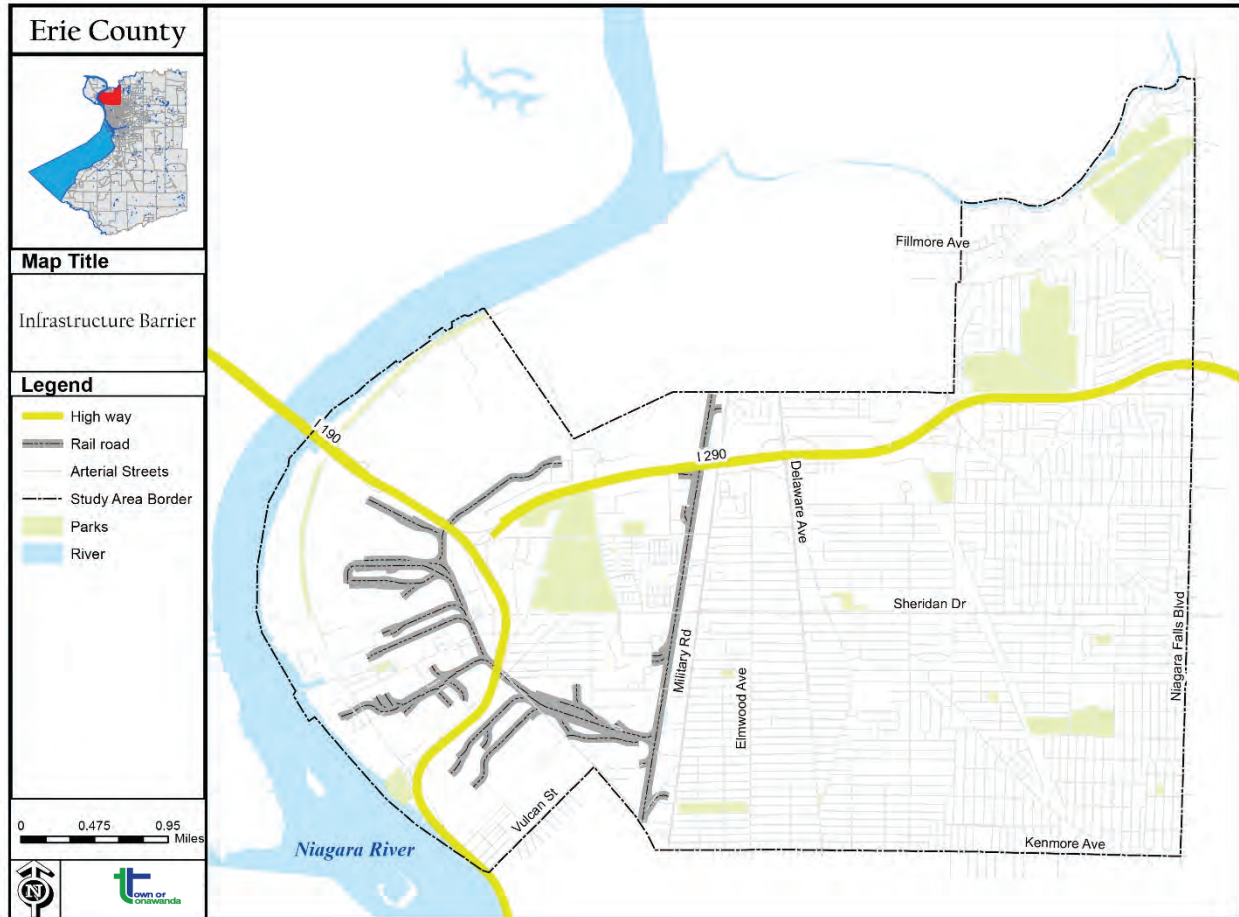 Erie County
Map Title
Infrastructure Barrier
Legend
High way
Rail road
Arterial Streets
Study Area Border
Parks
River
0 0,475 0.95
Miles
N
town of
onawanda
Fillmore Ave
I 190
I 290
Delaware Ave
Sheridan Dr
Niagara Falls Blvd
Military Rd
Elmwood Ave
Vulcan St
Kenmore Ave
Niagara River